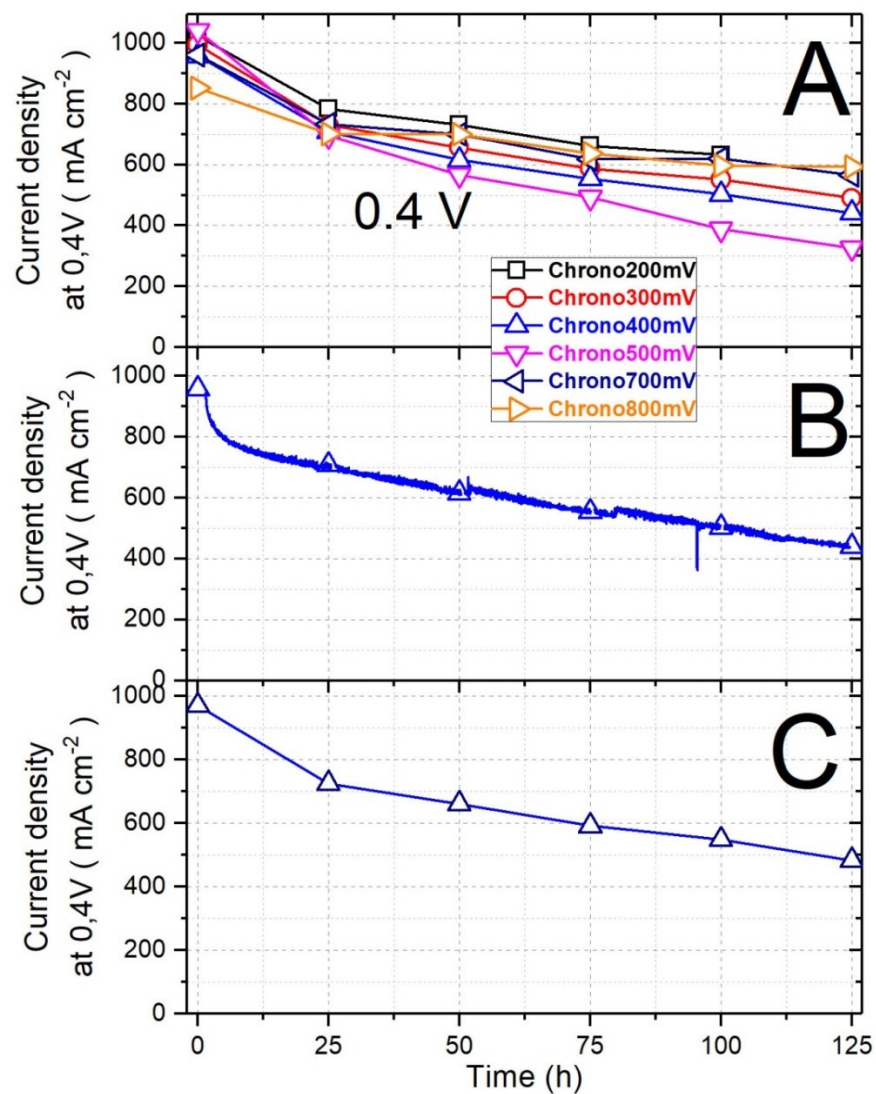 1000
800
600
400
200
0
Current density
at 0,4V ( mA cm-2 )
A
0.4 V
Chrono200mV
Chrono300mV
Chrono400mV
Chrono500mV
Chrono700mV
Chrono800mV
1000
800
600
400
200
0
Current density
at 0,4V ( mA cm-2 )
B
1000
800
600
400
200
0
Current density
at 0,4V ( mA cm-2 )
C
0 25 50 75 100 125
Time (h)